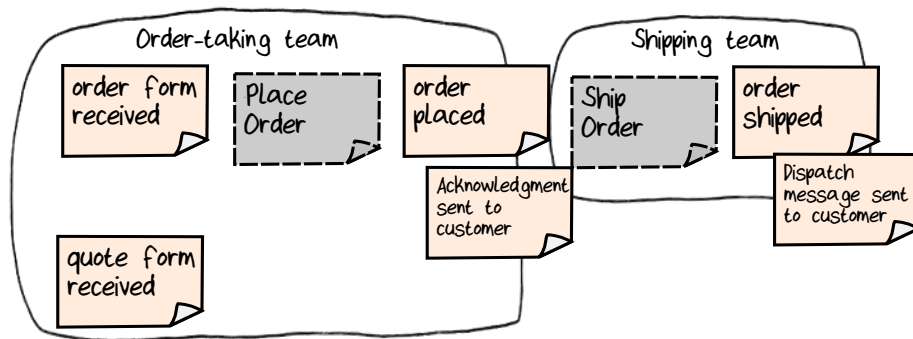 Order-taking team
order form
received
Place
Order
order
placed
Acknowledgment
sent to
customer
quote form
received
Shipping team
Ship
Order
order
shipped
Dispatch
message sent
to customer